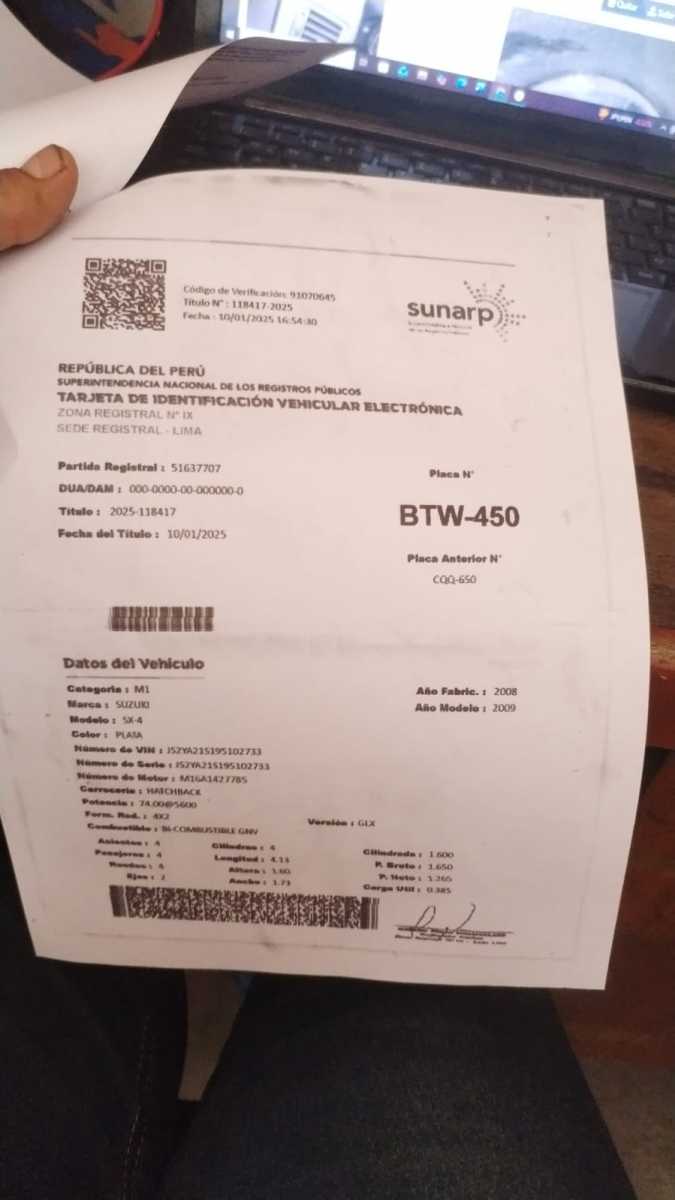 Quitar
Código de Verificación: 91070645
Título N° : 118417-2025
Fecha : 10/01/2025 16:54:30
sunarp
REPÚBLICA DEL PERÚ
SUPERINTENDENCIA NACIONAL DE LOS REGISTROS PÚBLICOS
TARJETA DE IDENTIFICACIÓN VEHICULAR ELECTRÓNICA
ZONA REGISTRAL N° IX
SEDE REGISTRAL - LIMA
Partida Registral : 51637707
DUA/DAM : 000-0000-00-000000-0
Título : 2025-118417
Fecha del Título : 10/01/2025
Placa N°
BTW-450
Placa Anterior N°
CQQ-650
Datos del Vehículo
Categoría : M1
Marca : SUZUKI
Modelo : SX-4
Color : PLATA
Número de VIN : JS2YA21S195102733
Número de Serie : JS2YA21S195102733
Número de Motor : M16A1427785
Carrocería : HATCHBACK
Potencia : 74.00@5600
Form. Rod. : 4X2
Combustible : BI-COMBUSTIBLE GNV
Año Fabric. : 2008
Año Modelo : 2009
Versión : GLX
Asientos : 4
Pasajeros : 4
Ruedas : 4
Ejes : 2
Cilindros : 4
Longitud : 4.13
Altura : 1.60
Ancho : 1.73
Cilindrada : 1.600
P. Bruto : 1.650
P. Neto : 1.265
Carga Util : 0.385